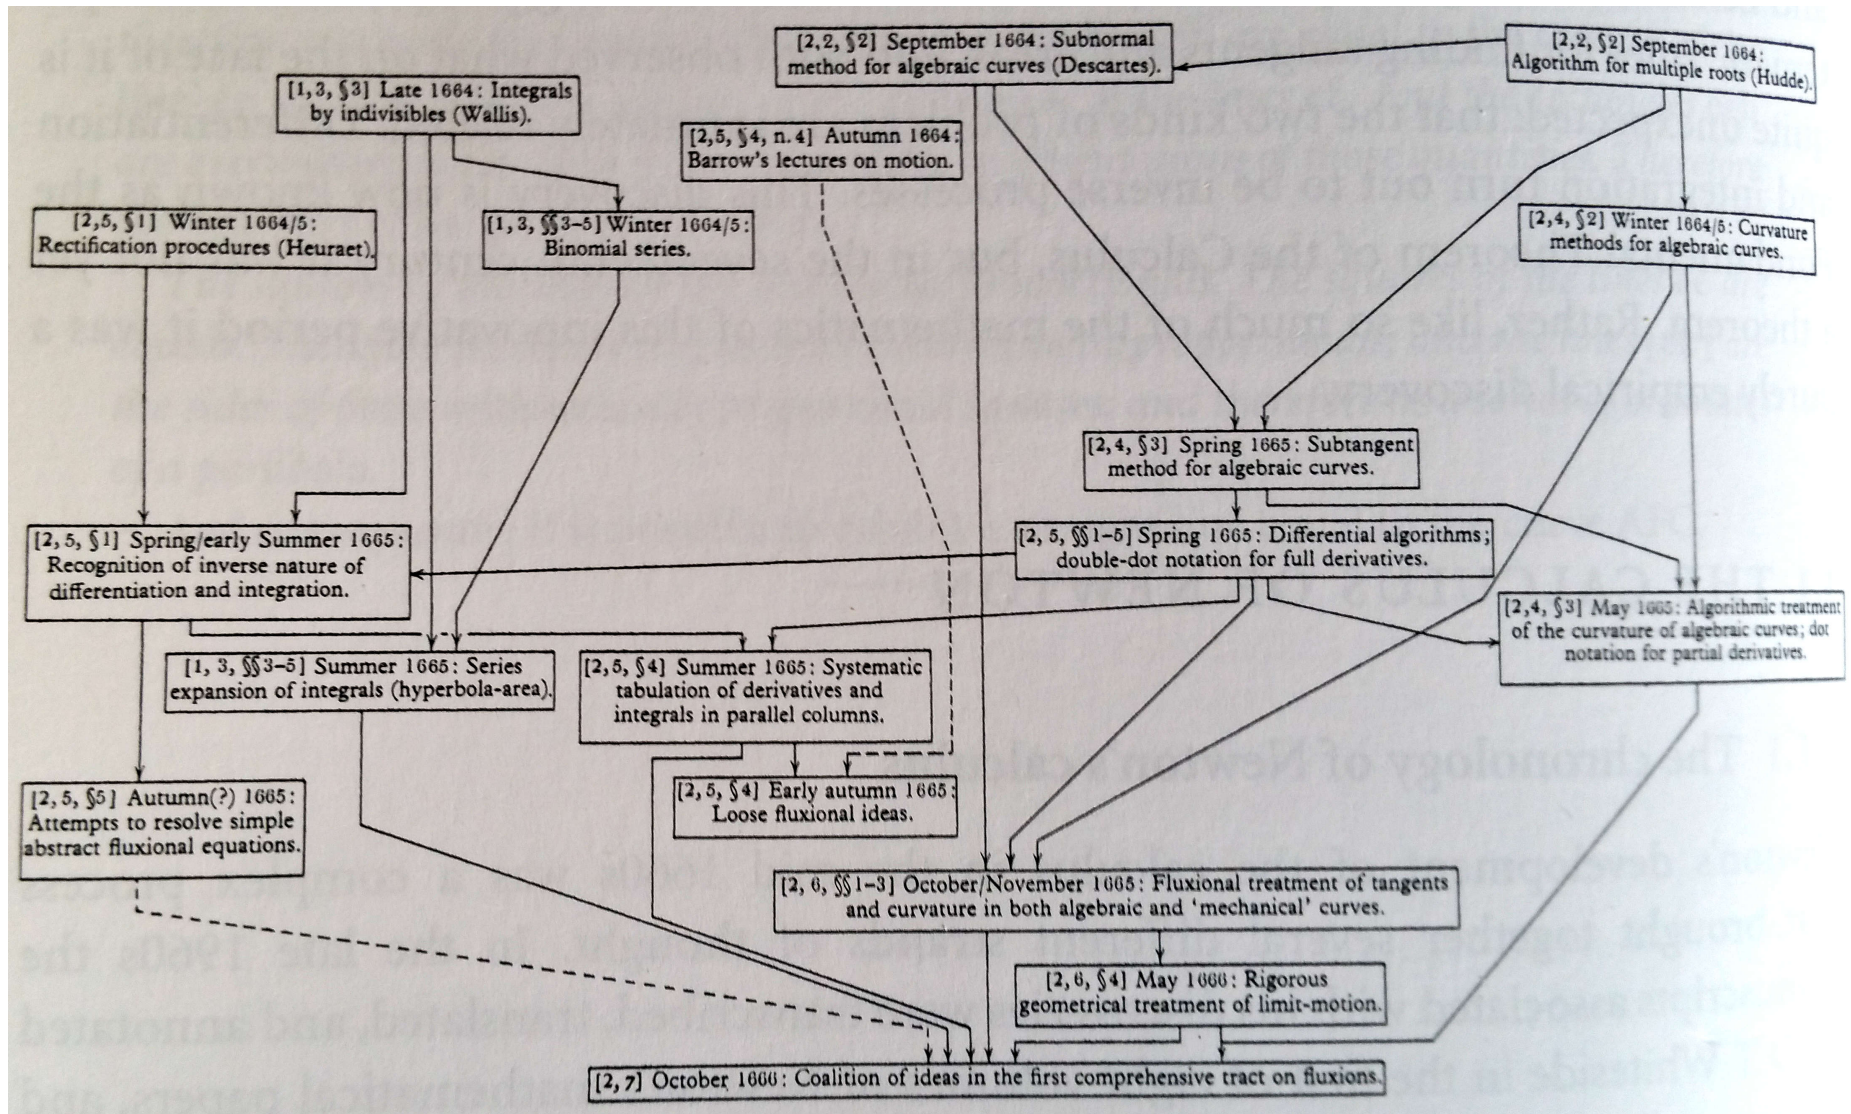 [2,2, §2] September 1664: Subnormal
method for algebraic curves (Descartes).
[2,2, §2] September 1664:
Algorithm for multiple roots (Hudde).
[1,3, §3] Late 1664: Integrals
by indivisibles (Wallis).
[2,5, §4, n.4] Autumn 1664:
Barrow's lectures on motion.
[2,5, §1] Winter 1664/5:
Rectification procedures (Heuraet).
[1,3, §§3–5] Winter 1664/5:
Binomial series.
[2,4, §2] Winter 1664/5: Curvature
methods for algebraic curves.
[2,4, §3] Spring 1665: Subtangent
method for algebraic curves.
[2,5, §1] Spring/early Summer 1665:
Recognition of inverse nature of
differentiation and integration.
[2, 5, §§1–5] Spring 1665: Differential algorithms;
double-dot notation for full derivatives.
[2,4, §3] May 1665: Algorithmic treatment
of the curvature of algebraic curves; dot
notation for partial derivatives.
[1, 3, §§3–5] Summer 1665: Series
expansion of integrals (hyperbola-area).
[2,5, §4] Summer 1665: Systematic
tabulation of derivatives and
integrals in parallel columns.
[2, 5, §5] Autumn(?) 1665:
Attempts to resolve simple
abstract fluxional equations.
[2, 5, §4] Early autumn 1665:
Loose fluxional ideas.
[2, 6, §§1–3] October/November 1665: Fluxional treatment of tangents
and curvature in both algebraic and 'mechanical' curves.
[2, 6, §4] May 1666: Rigorous
geometrical treatment of limit-motion.
[2, 7] October 1666: Coalition of ideas in the first comprehensive tract on fluxions.